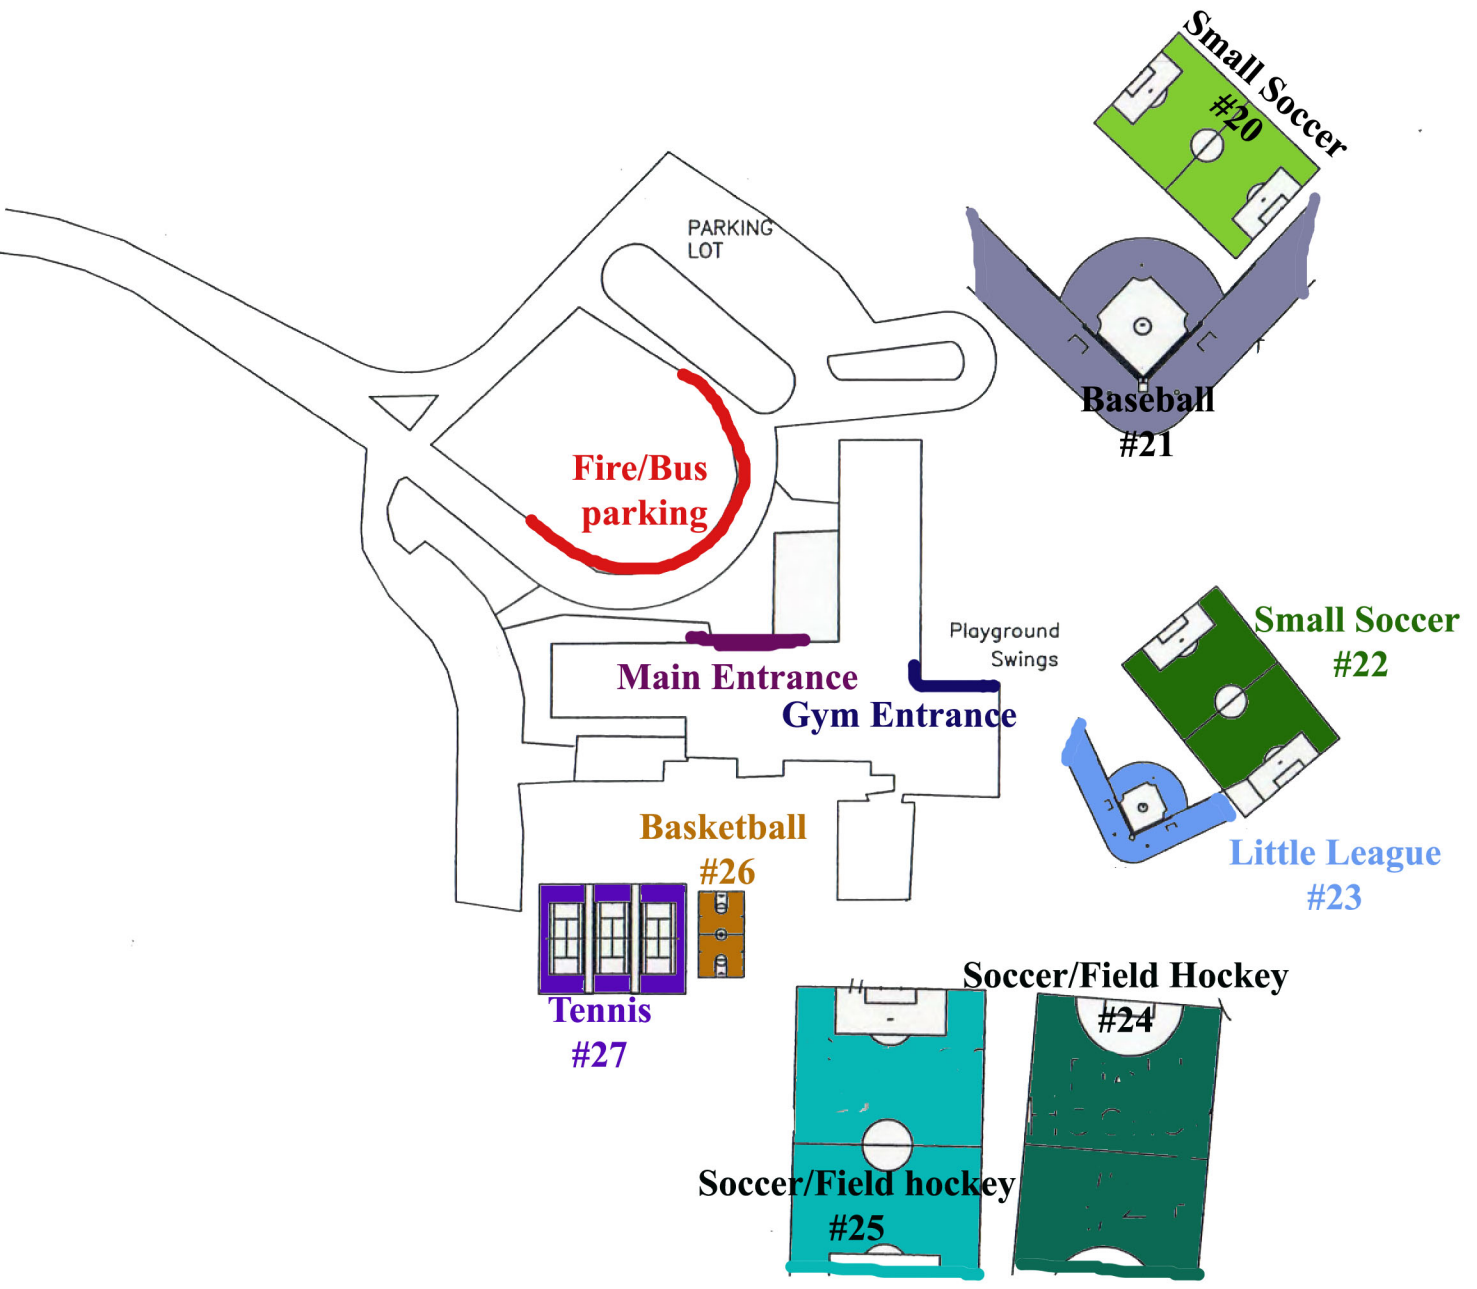 Small Soccer
#20
PARKING
LOT
Baseball
#21
Fire/Bus
parking
Playground
Swings
Small Soccer
#22
Main Entrance
Gym Entrance
Basketball
#26
Little League
#23
Tennis
#27
Soccer/Field Hockey
#24
Soccer/Field hockey
#25